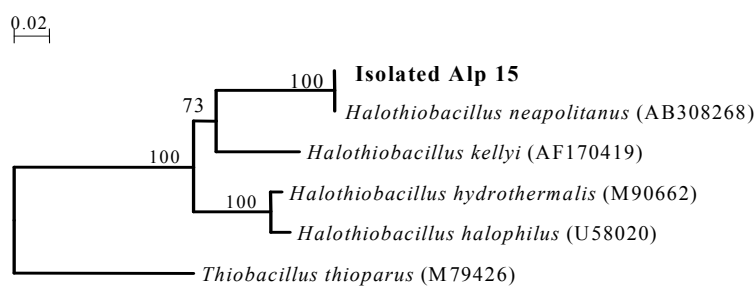 0.02
100 Isolated Alp 15
Halothiobacillus neapolitanus (AB308268)
73
Halothiobacillus kellyi (AF170419)
100
Halothiobacillus hydrothermalis (M90662)
100
Halothiobacillus halophilus (U58020)
Thiobacillus thioparus (M79426)